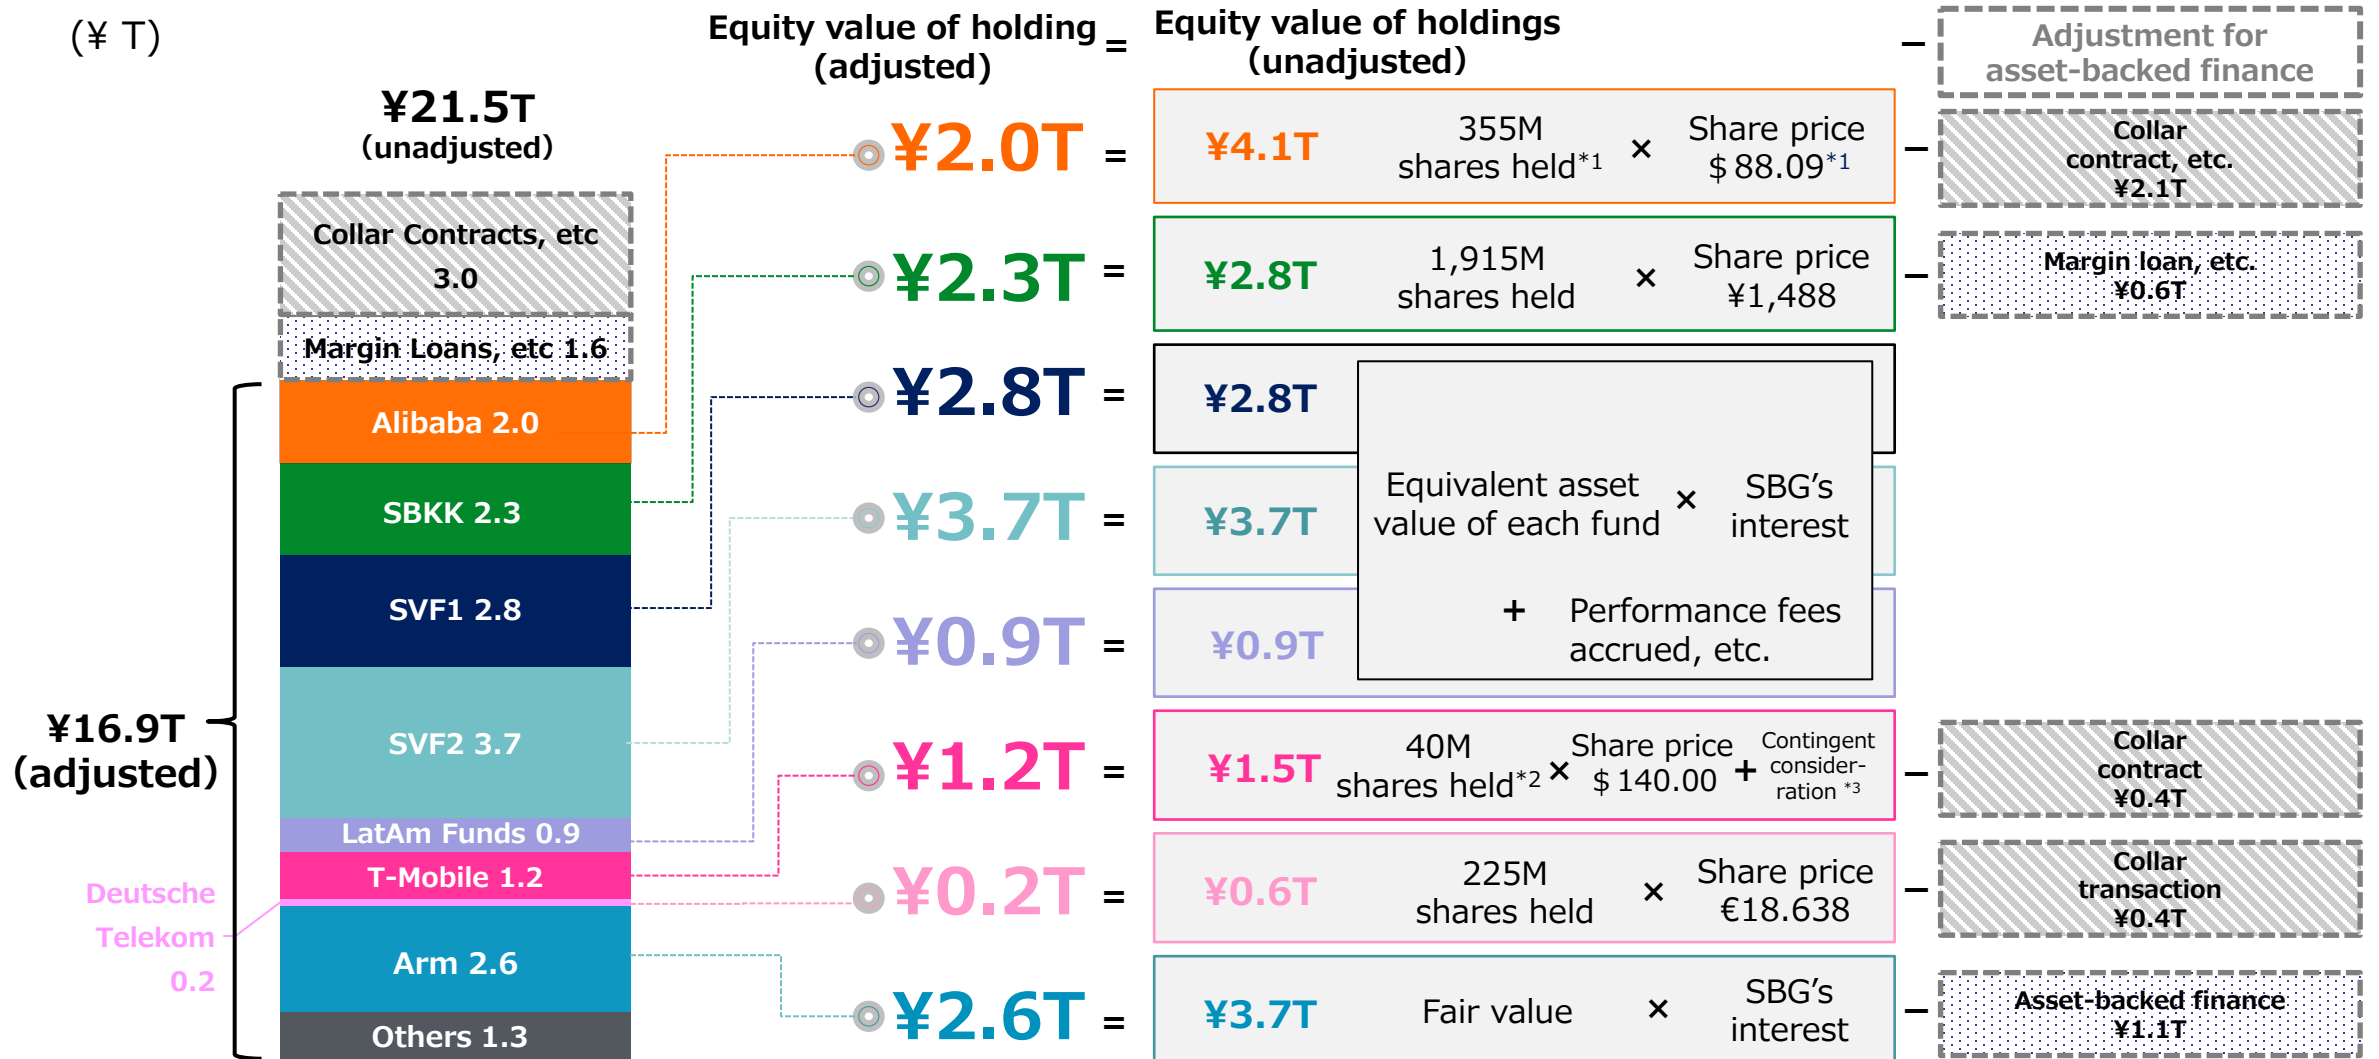 (¥ T)
Equity value of holding
(adjusted)
=
Equity value of holdings
(unadjusted)
−
Adjustment for
asset-backed finance
¥21.5T
(unadjusted)
Collar Contracts, etc
3.0
Margin Loans, etc 1.6
Alibaba 2.0
SBKK 2.3
SVF1 2.8
SVF2 3.7
LatAm Funds 0.9
T-Mobile 1.2
Arm 2.6
Others 1.3
¥16.9T
(adjusted)
Deutsche
Telekom
0.2
¥2.0T = ¥4.1T
355M
shares held*1
×
Share price
$ 88.09*1
−
Collar
contract, etc.
¥2.1T
¥2.3T = ¥2.8T
1,915M
shares held
×
Share price
¥1,488
−
Margin loan, etc.
¥0.6T
¥2.8T = ¥2.8T
¥3.7T = ¥3.7T
¥0.9T = ¥0.9T
Equivalent asset
value of each fund
×
SBG's
interest
+ Performance fees
accrued, etc.
¥1.2T = ¥1.5T
40M
shares held*2
×
Share price
$ 140.00
+
Contingent
consider-
ration *3
−
Collar
contract
¥0.4T
¥0.2T = ¥0.6T
225M
shares held
×
Share price
€18.638
−
Collar
transaction
¥0.4T
¥2.6T = ¥3.7T
Fair value
×
SBG's
interest
−
Asset-backed finance
¥1.1T